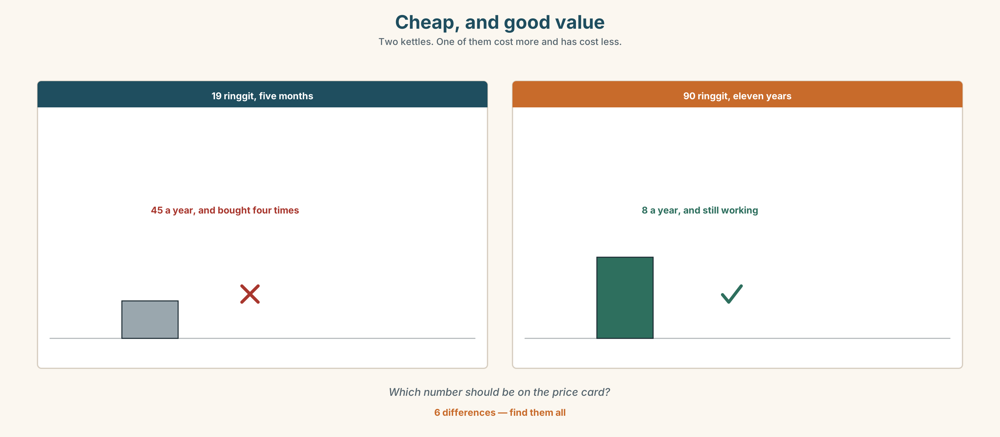 Cheap, and good value
Two kettles. One of them cost more and has cost less.
19 ringgit, five months
90 ringgit, eleven years
45 a year, and bought four times
8 a year, and still working
Which number should be on the price card?
6 differences — find them all